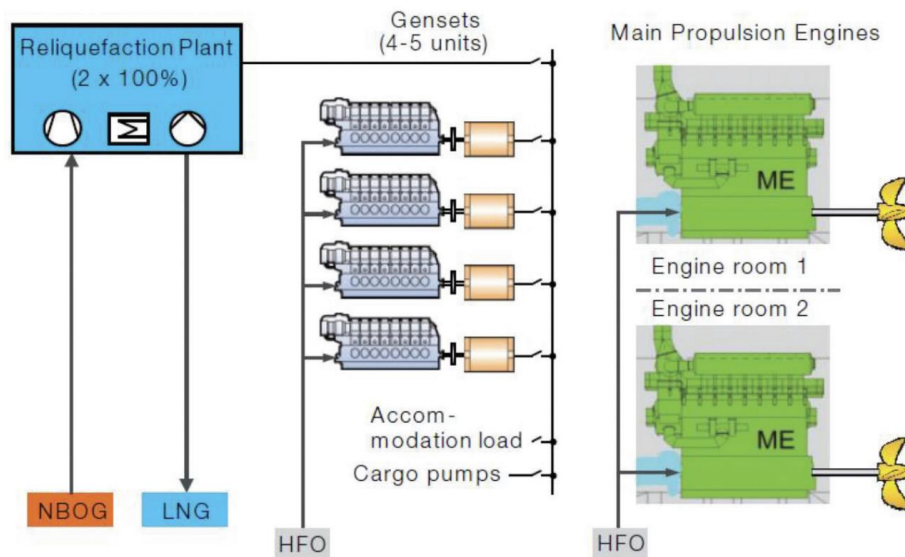 Reliquefaction Plant
(2 x 100%)
NBOG
LNG
Gensets
(4-5 units)
Accom-
modation load
Cargo pumps
HFO
Main Propulsion Engines
ME
Engine room 1
Engine room 2
ME
HFO